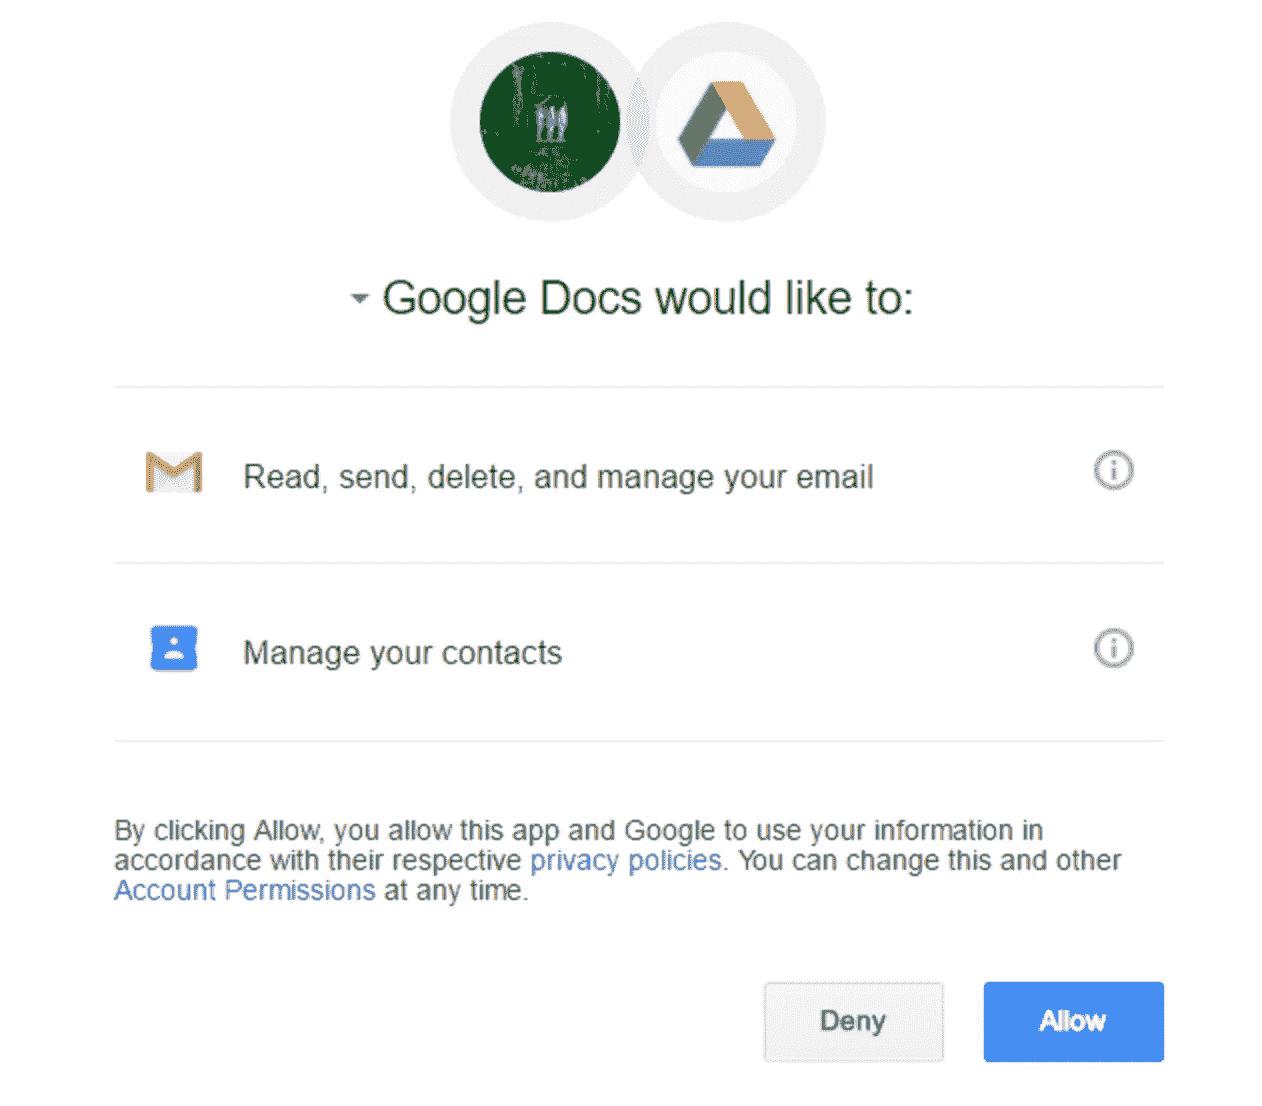 Google Docs would like to:
Read, send, delete, and manage your email
Manage your contacts
By clicking Allow, you allow this app and Google to use your information in
accordance with their respective privacy policies. You can change this and other
Account Permissions at any time.
Deny Allow